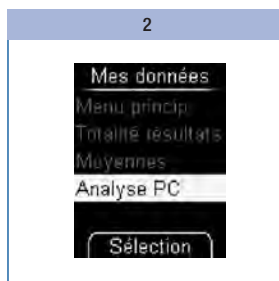 2
Mes données
Menu princip.
Totalité résultats
Moyennes
Analyse PC
Sélection